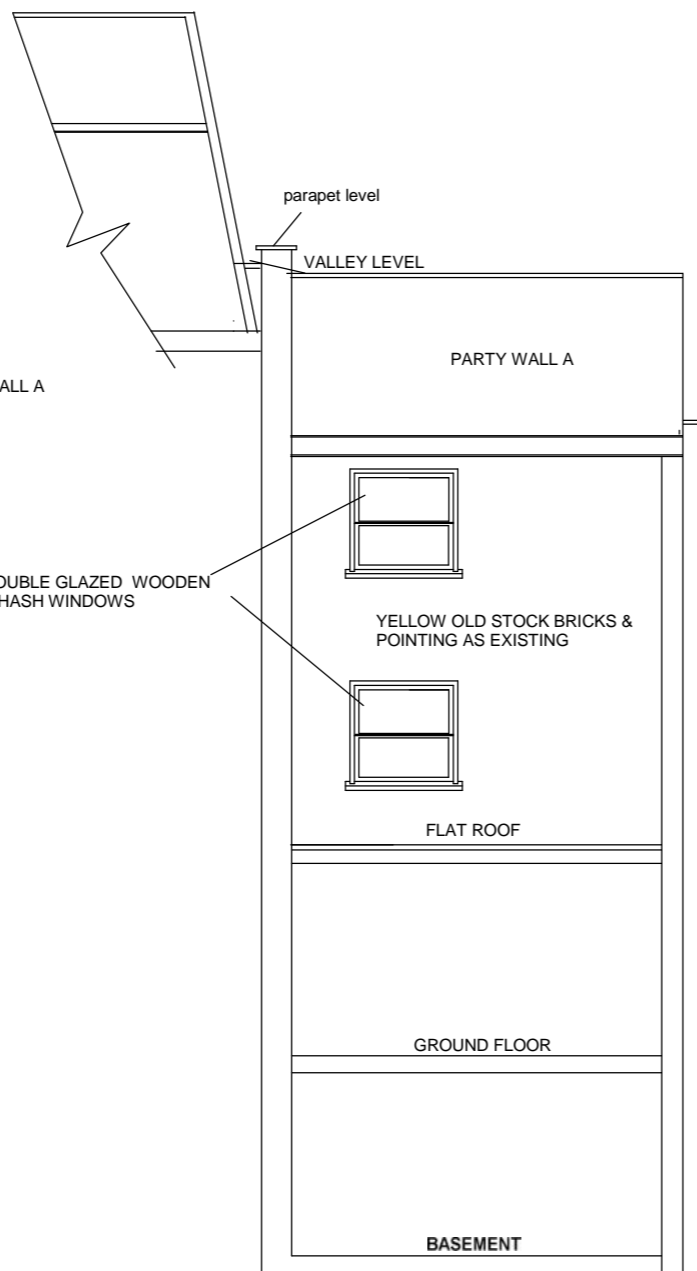 parapet level
VALLEY LEVEL
PARTY WALL A
ALL A
OUBLE GLAZED WOODEN
HASH WINDOWS
YELLOW OLD STOCK BRICKS &
POINTING AS EXISTING
FLAT ROOF
GROUND FLOOR
BASEMENT